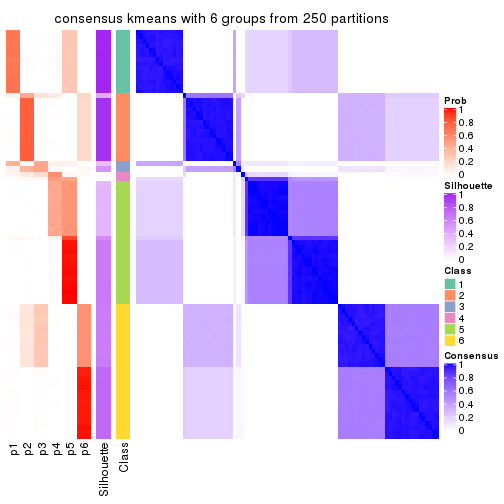 consensus kmeans with 6 groups from 250 partitions
Prob
1
0.8
0.6
0.4
0.2
0
Silhouette
1
0.8
0.6
0.4
0.2
0
Class
1
2
3
4
5
6
Consensus
1
0.8
0.6
0.4
0.2
0
p1
p2
p3
p4
p5
p6
Silhouette
Class